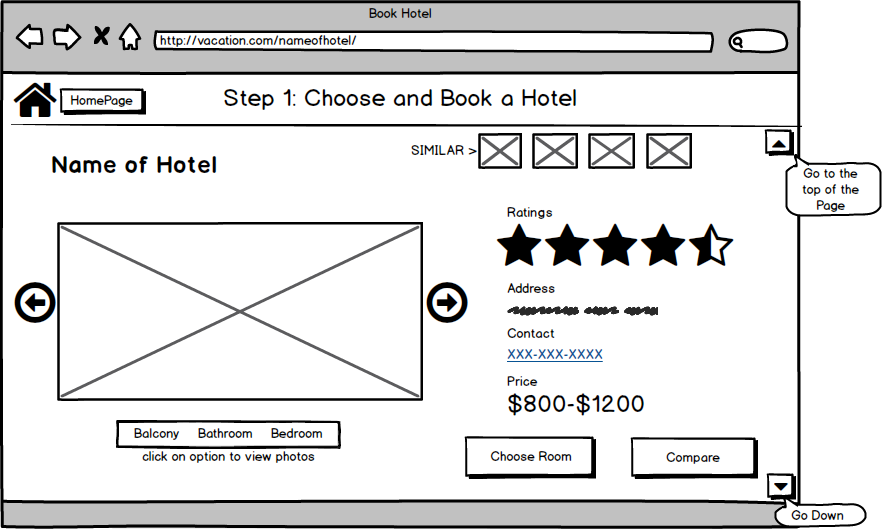 Book Hotel
http://vacation.com/nameofhotel/
HomePage
Step 1: Choose and Book a Hotel
Name of Hotel
SIMILAR >
Go to the
top of the
Page
Ratings
Address
Contact
XXX-XXX-XXXX
Price
$800-$1200
Balcony Bathroom Bedroom
click on option to view photos
Choose Room
Compare
Go Down